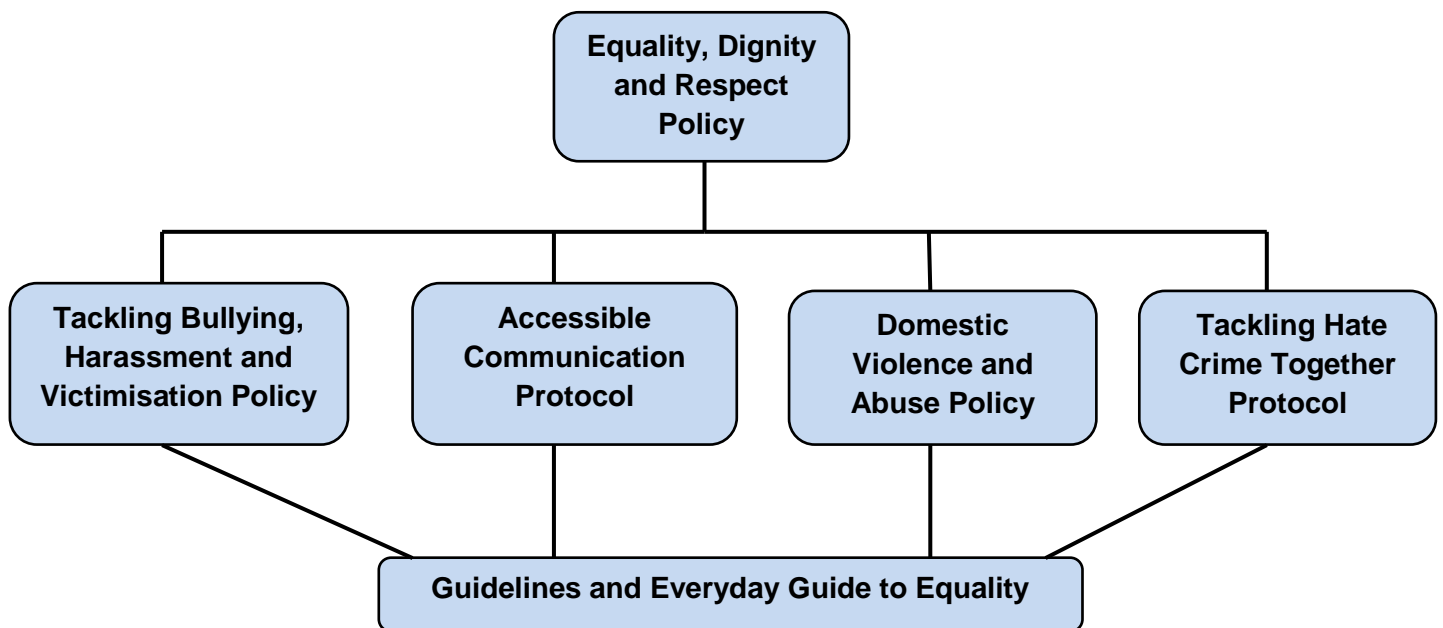 Equality, Dignity
and Respect
Policy
Tackling Bullying,
Harassment and
Victimisation Policy
Accessible
Communication
Protocol
Domestic
Violence and
Abuse Policy
Tackling Hate
Crime Together
Protocol
Guidelines and Everyday Guide to Equality